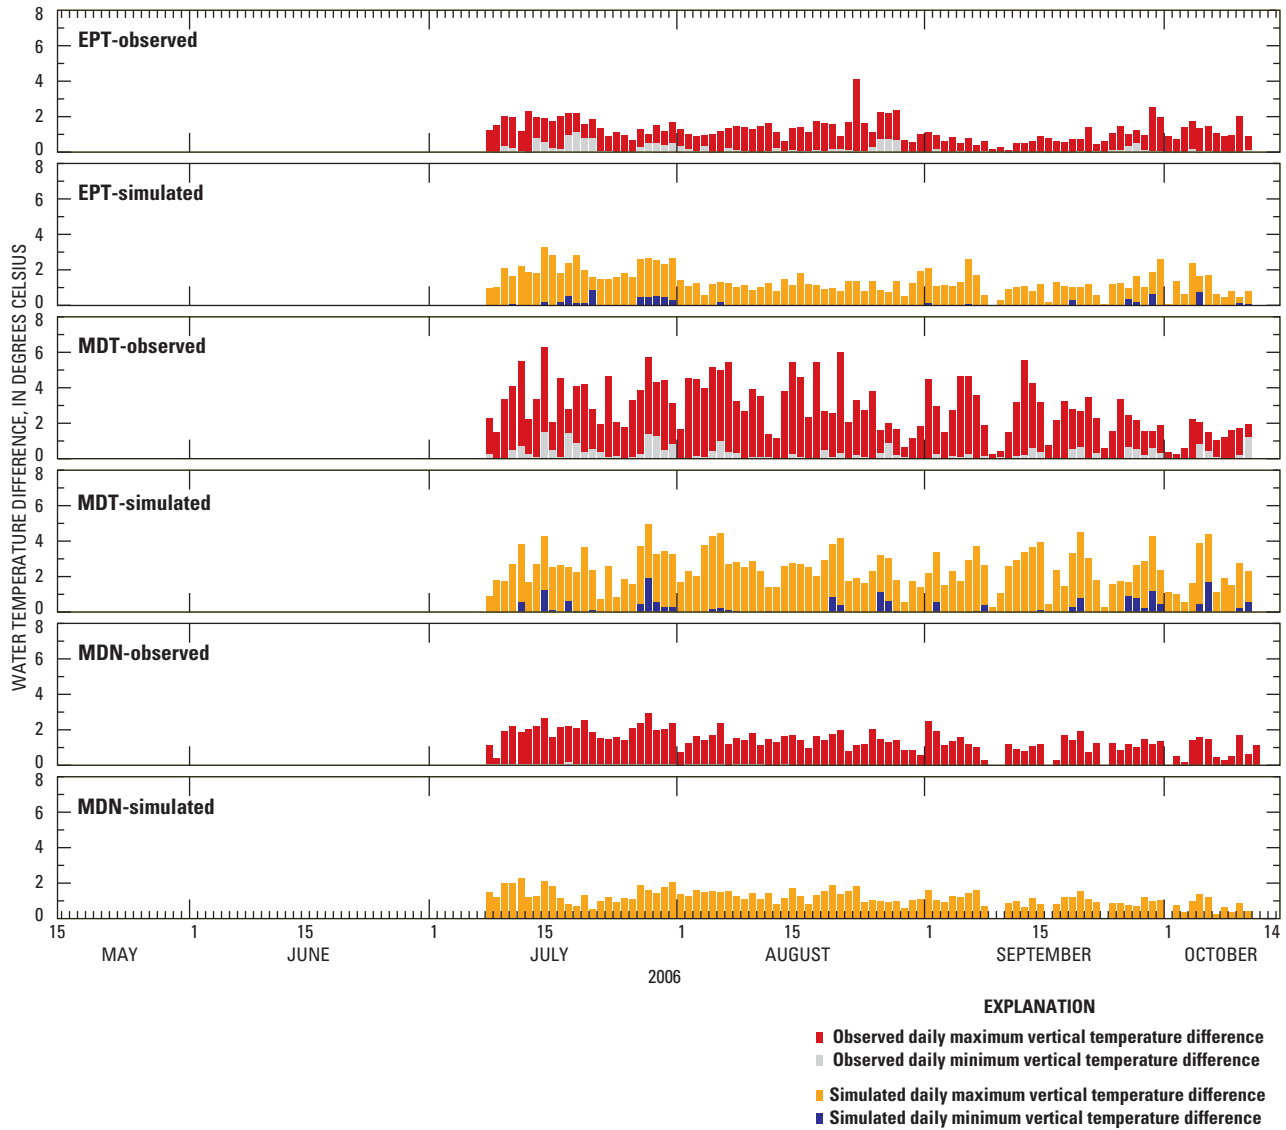 8
6
4
2
0
EPT-observed
8
6
4
2
0
EPT-simulated
8
6
4
2
0
MDT-observed
8
6
4
2
0
MDT-simulated
8
6
4
2
0
MDN-observed
8
6
4
2
0
MDN-simulated
WATER TEMPERATURE DIFFERENCE, IN DEGREES CELSIUS
15 1 15 1 15 1 15 1 15 1 14
MAY JUNE JULY AUGUST SEPTEMBER OCTOBER
2006
EXPLANATION
Observed daily maximum vertical temperature difference
Observed daily minimum vertical temperature difference
Simulated daily maximum vertical temperature difference
Simulated daily minimum vertical temperature difference